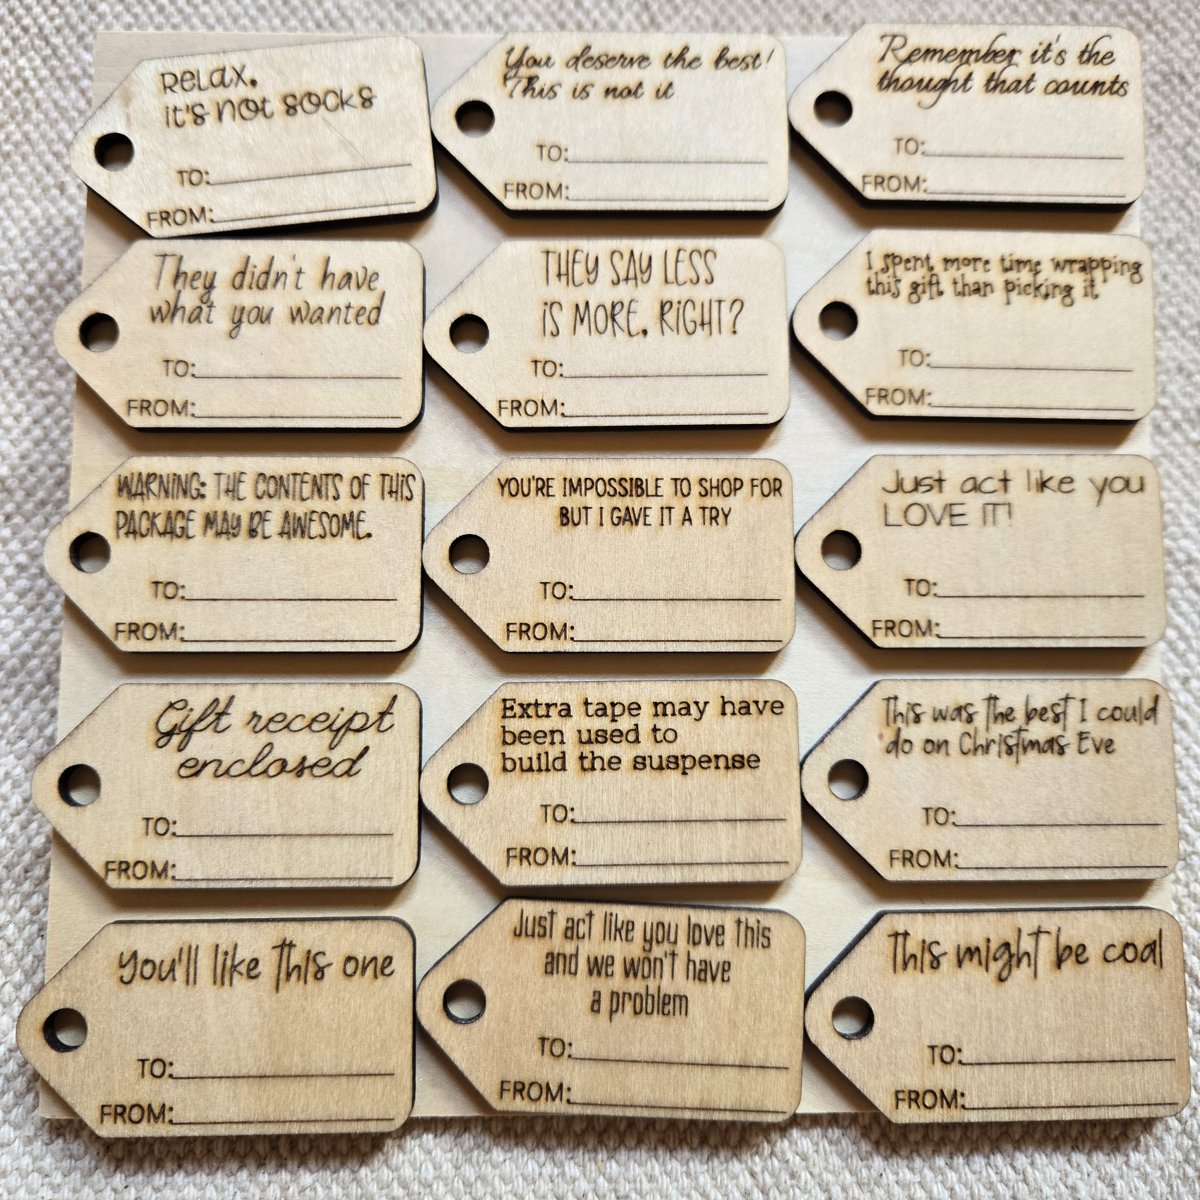 Relax.
it's not socks
TO:
FROM:
You deserve the best!
This is not it
TO:
FROM:
Remember it's the
thought that counts
TO:
FROM:
They didn't have
what you wanted
TO:
FROM:
THEY SAY LESS
iS MORE, RiGHT?
TO:
FROM:
I spent more time wrapping
this gift than picking it
TO:
FROM:
WARNING: THE CONTENTS OF THiS
PACKAGE MAY BE AWESOME.
TO:
FROM:
YOU'RE IMPOSSIBLE TO SHOP FOR
BUT I GAVE IT A TRY
TO:
FROM:
Just act like you
LOVE IT!
TO:
FROM:
Gift receipt
enclosed
TO:
FROM:
Extra tape may have
been used to
build the suspense
TO:
FROM:
This was the best I could
do on Christmas Eve
TO:
FROM:
You'll like this one
TO:
FROM:
Just act like you love this
and we won't have
a problem
TO:
FROM:
This might be coal
TO:
FROM: